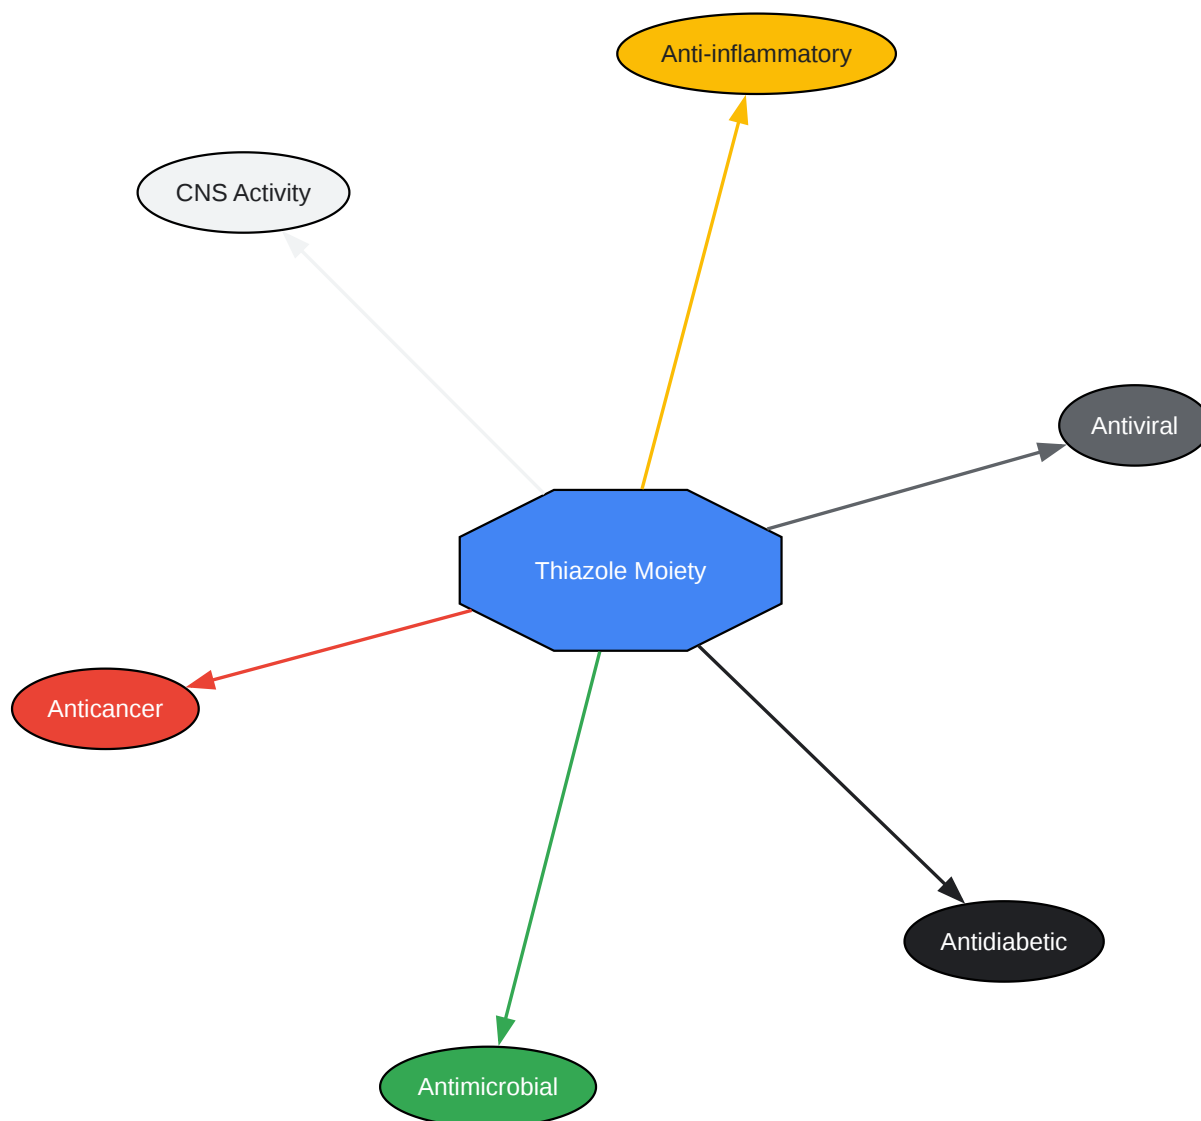 Anti-inflammatory
CNS Activity
Antiviral
Thiazole Moiety
Anticancer
Antidiabetic
Antimicrobial